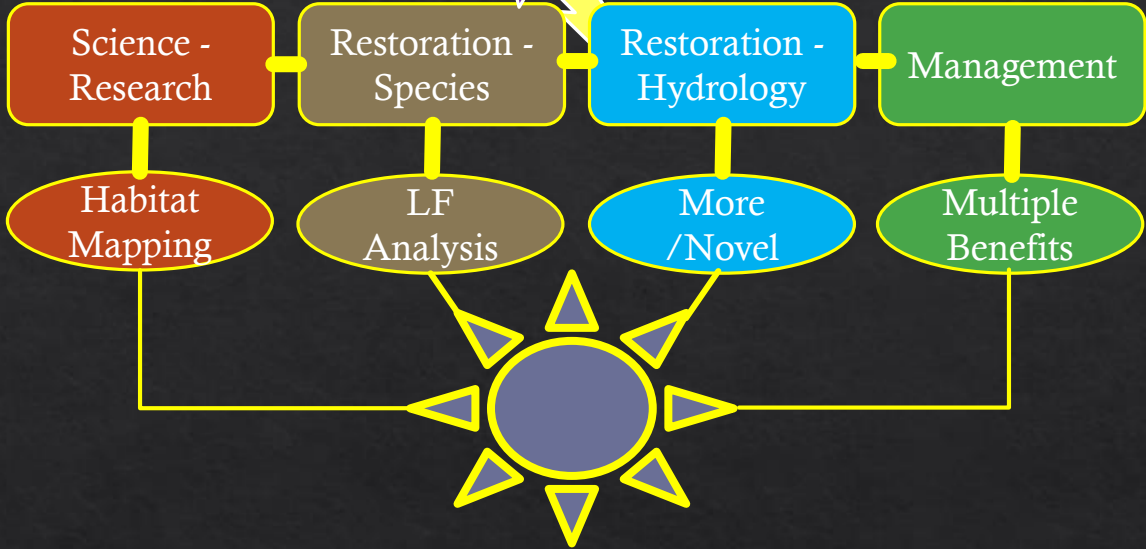 Science -
Research
Restoration -
Species
Restoration -
Hydrology
Management
Habitat
Mapping
LF
Analysis
More
/Novel
Multiple
Benefits